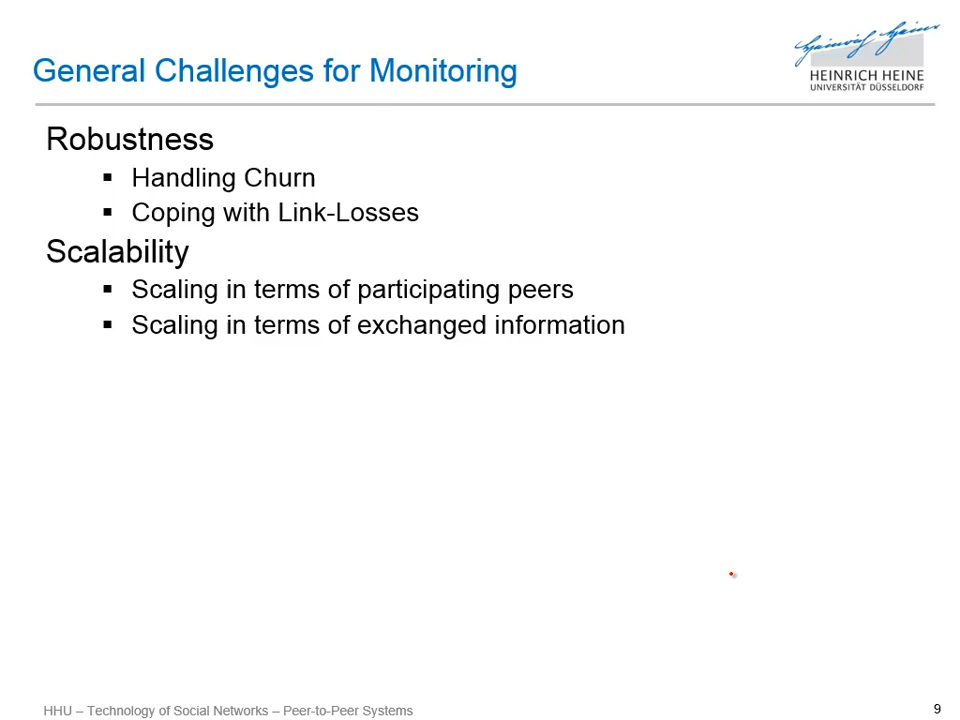 General Challenges for Monitoring
Heinrich Heine
HEINRICH HEINE
UNIVERSITÄT DÜSSELDORF
Robustness
▪ Handling Churn
▪ Coping with Link-Losses
Scalability
▪ Scaling in terms of participating peers
▪ Scaling in terms of exchanged information
HHU – Technology of Social Networks – Peer-to-Peer Systems
9